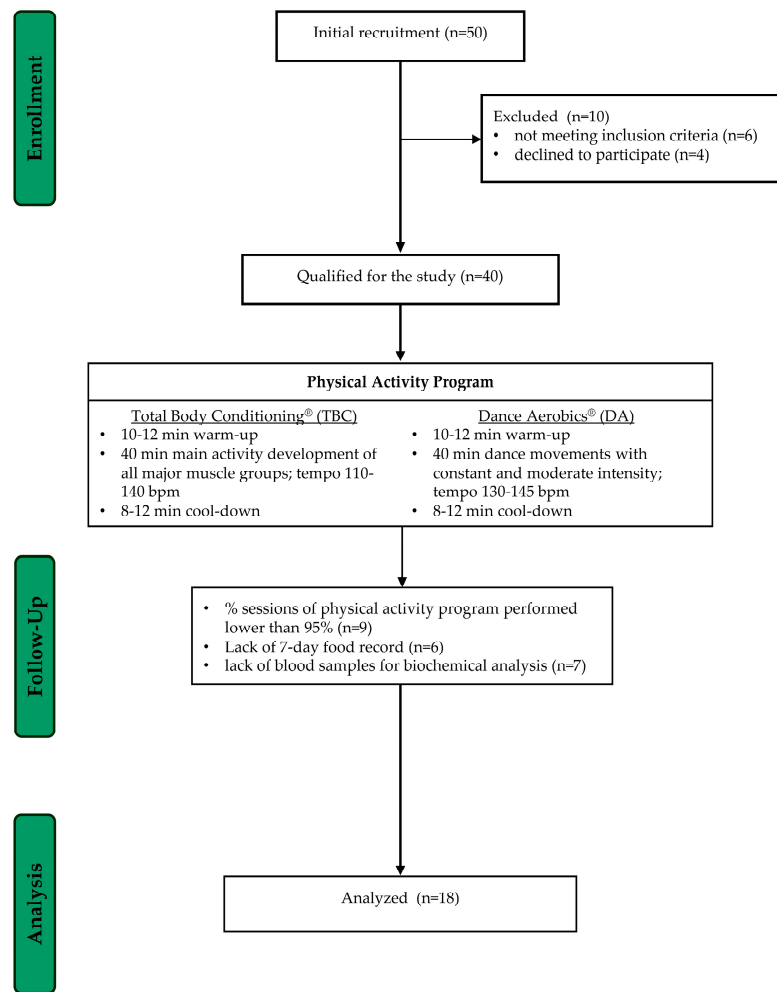 Enrollment
Initial recruitment (n=50)
Excluded (n=10)
• not meeting inclusion criteria (n=6)
• declined to participate (n=4)
Qualified for the study (n=40)
Physical Activity Program
Total Body Conditioning® (TBC)
• 10-12 min warm-up
• 40 min main activity development of
all major muscle groups; tempo 110-
140 bpm
• 8-12 min cool-down
Dance Aerobics® (DA)
• 10-12 min warm-up
• 40 min dance movements with
constant and moderate intensity;
tempo 130-145 bpm
• 8-12 min cool-down
Follow-Up
• % sessions of physical activity program performed
lower than 95% (n=9)
• Lack of 7-day food record (n=6)
• lack of blood samples for biochemical analysis (n=7)
Analysis
Analyzed (n=18)